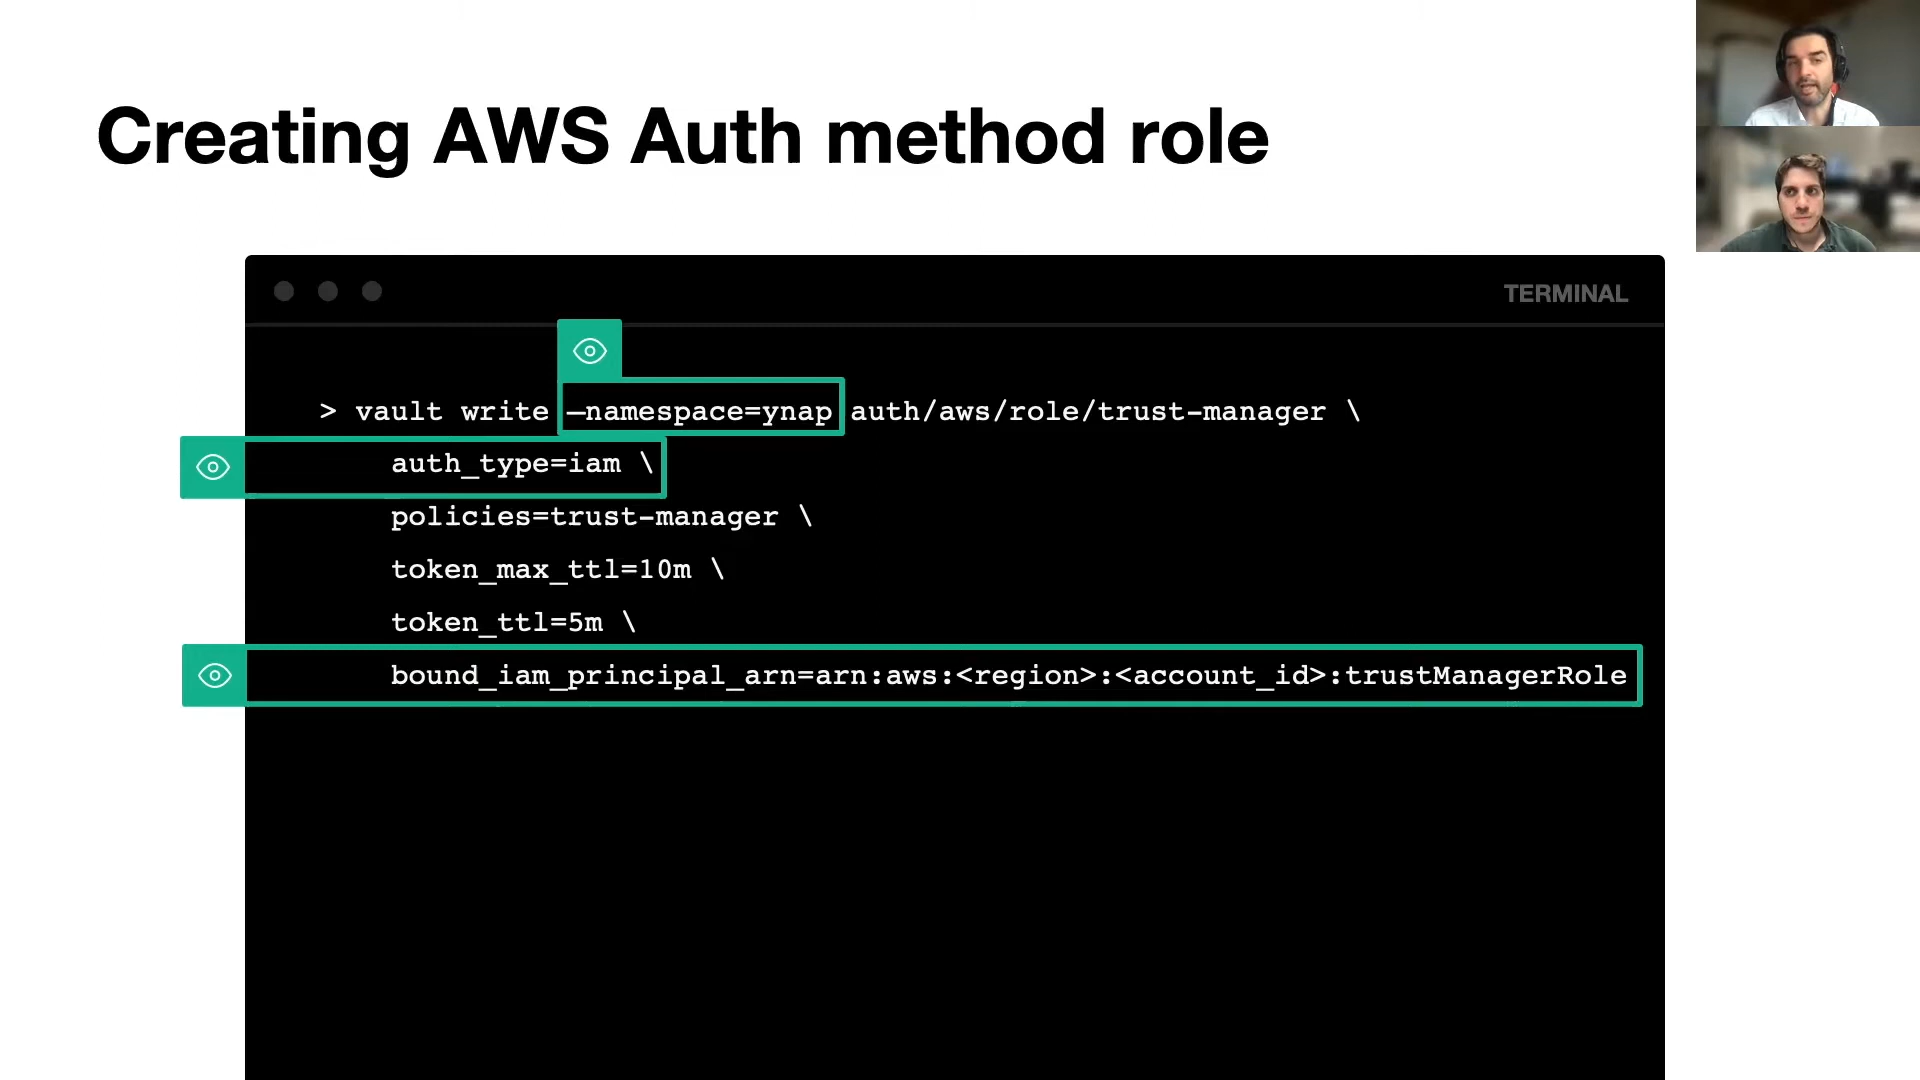 Creating AWS Auth method role
TERMINAL
> vault write –namespace=ynap auth/aws/role/trust-manager \
auth_type=iam \
policies=trust-manager \
token_max_ttl=10m \
token_ttl=5m \
bound_iam_principal_arn=arn:aws:<region>:<account_id>:trustManagerRole